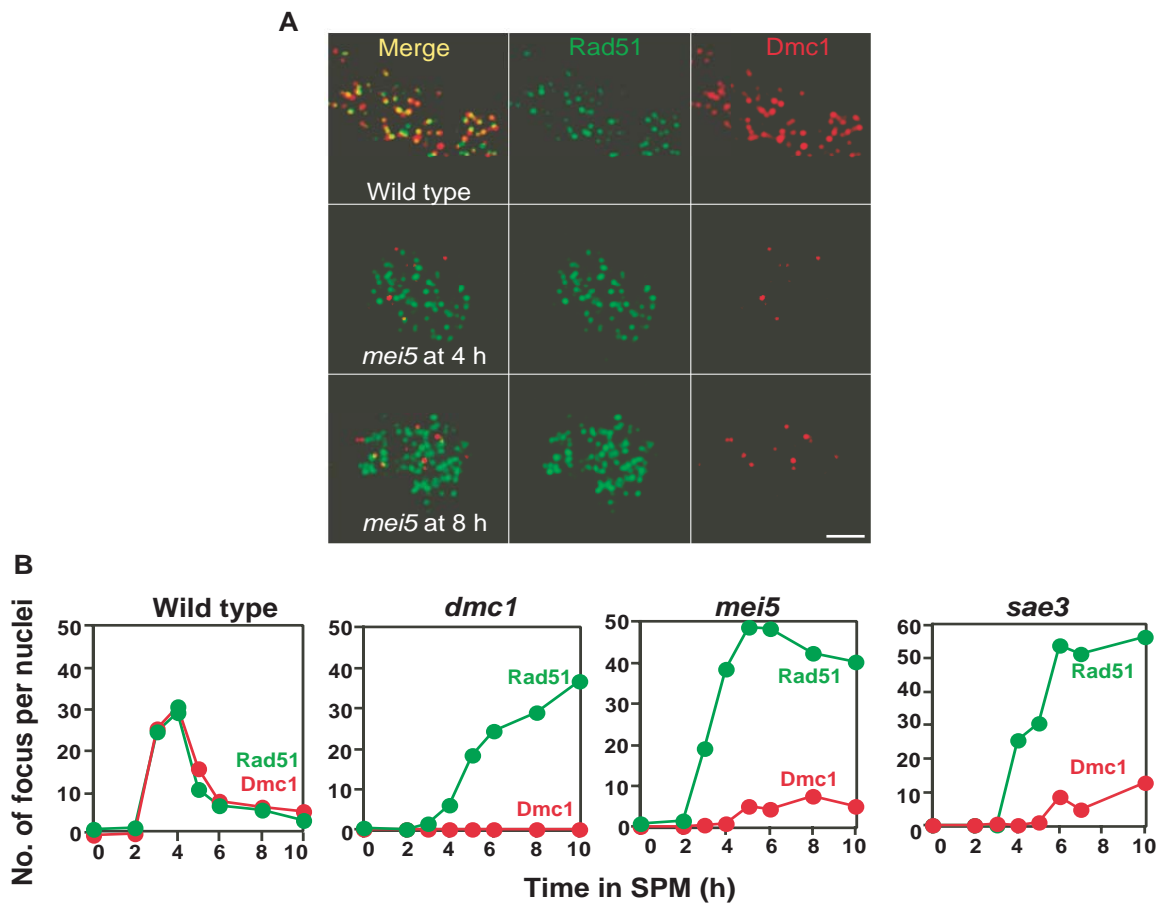 A
Merge
Rad51
Dmc1
Wild type
mei5 at 4 h
mei5 at 8 h
B
No. of focus per nuclei
Wild type
50
40
30
20
10
0
Rad51
Dmc1
0 2 4 6 8 10
dmc1
50
40
30
20
10
0
Rad51
Dmc1
0 2 4 6 8 10
mei5
50
40
30
20
10
0
Rad51
Dmc1
0 2 4 6 8 10
sae3
60
50
40
30
20
10
0
Rad51
Dmc1
0 2 4 6 8 10
Time in SPM (h)